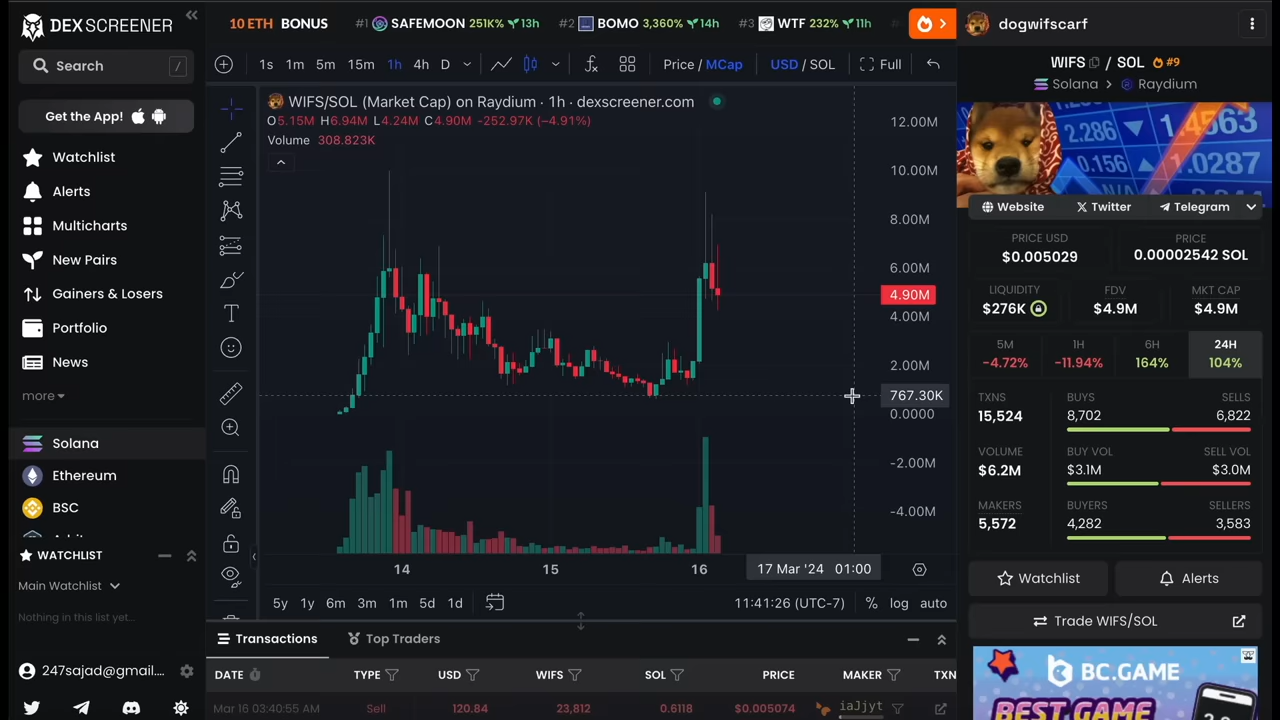 DEX SCREENER
Search /
Get the App!
Watchlist
Alerts
Multicharts
New Pairs
Gainers & Losers
Portfolio
News
more
Solana
Ethereum
BSC
WATCHLIST
Main Watchlist
Nothing in this list yet...
247sajad@gmail....
10 ETH BONUS #1 SAFEMOON 251K% 13h #2 BOMO 3,360% 14h #3 WTF 232% 11h
1s 1m 5m 15m 1h 4h D Price / MCap USD / SOL Full
WIFS/SOL (Market Cap) on Raydium · 1h · dexscreener.com
O5.15M H6.94M L4.24M C4.90M -252.97K (−4.91%)
Volume 308.823K
12.00M
10.00M
8.00M
6.00M
4.90M
4.00M
2.00M
767.30K
0.0000
-2.00M
-4.00M
14 15 16 17 Mar '24 01:00
5y 1y 6m 3m 1m 5d 1d 11:41:26 (UTC-7) % log auto
Transactions Top Traders
DATE TYPE USD WIFS SOL PRICE MAKER TXN
Mar 16 03:40:55 AM Sell 120.84 23,812 0.6118 $0.005074 iaJjyt
dogwifscarf
WIFS / SOL #9
Solana > Raydium
2.286
0.156
1.4563
1.0287
Website Twitter Telegram
PRICE USD PRICE
$0.005029 0.00002542 SOL
LIQUIDITY FDV MKT CAP
$276K $4.9M $4.9M
5M 1H 6H 24H
-4.72% -11.94% 164% 104%
TXNS BUYS SELLS
15,524 8,702 6,822
VOLUME BUY VOL SELL VOL
$6.2M $3.1M $3.0M
MAKERS BUYERS SELLERS
5,572 4,282 3,583
Watchlist Alerts
Trade WIFS/SOL
BC.GAME
BEST GAME